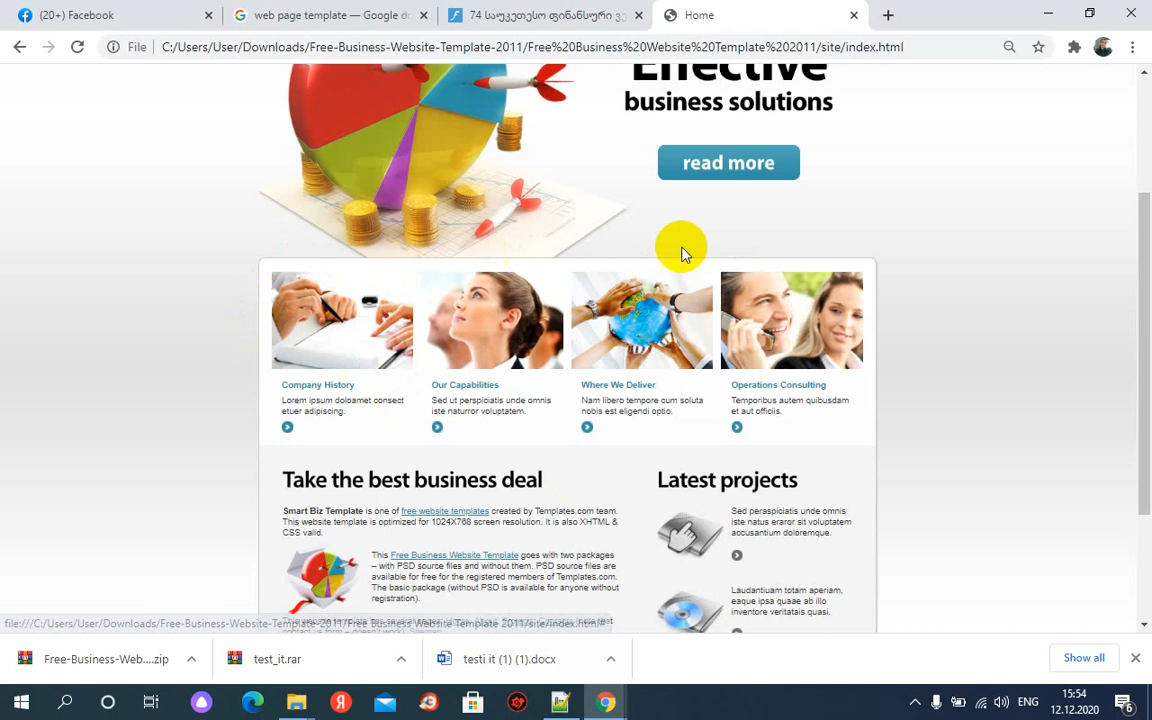 (20+) Facebook
web page template — Google d
74 საუკეთესო ფინანსური ვე
Home
File
C:/Users/User/Downloads/Free-Business-Website-Template-2011/Free%20Business%20Website%20Template%202011/site/index.html
Effective
business solutions
read more
Company History
Lorem ipsum doloamet consect
etuer adipiscing.
Our Capabilities
Sed ut perspiciatis unde omnis
iste naturror voluptatem.
Where We Deliver
Nam libero tempore cum soluta
nobis est eligendi optio.
Operations Consulting
Temporibus autem quibusdam
et aut officiis.
Take the best business deal
Smart Biz Template is one of free website templates created by Templates.com team.
This website template is optimized for 1024X768 screen resolution. It is also XHTML &
CSS valid.
This Free Business Website Template goes with two packages
– with PSD source files and without them. PSD source files are
available for free for the registered members of Templates.com.
The basic package (without PSD is available for anyone without
registration).
Latest projects
Sed peraspiciatis unde omnis
iste natus eraror sit voluptatem
accusantium doloremque.
Laudantiuam totam aperiam,
eaque ipsa quaae ab illo
inventore veritatis quasi.
file:///C:/Users/User/Downloads/Free-Business-Website-Template-2011/Free Business Website Template 2011/site/index.html#
Free-Business-Web....zip
test_it.rar
testi it (1) (1).docx
Show all
ENG
15:54
12.12.2020
6